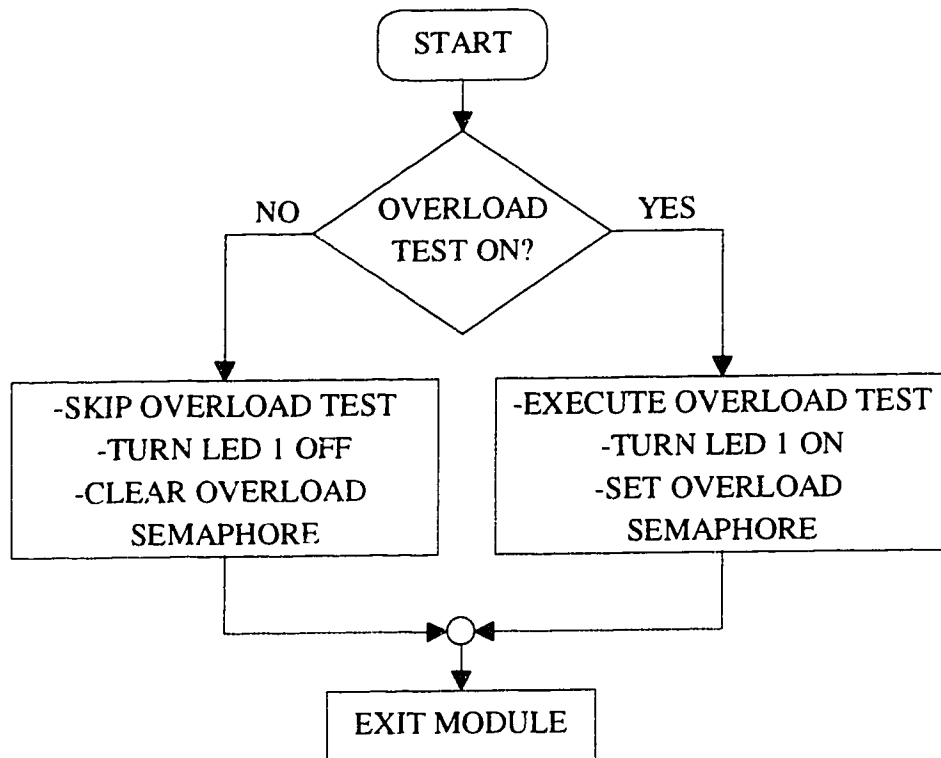 START
NO
OVERLOAD
TEST ON?
YES
-SKIP OVERLOAD TEST
-TURN LED 1 OFF
-CLEAR OVERLOAD
SEMAPHORE
-EXECUTE OVERLOAD TEST
-TURN LED 1 ON
-SET OVERLOAD
SEMAPHORE
EXIT MODULE